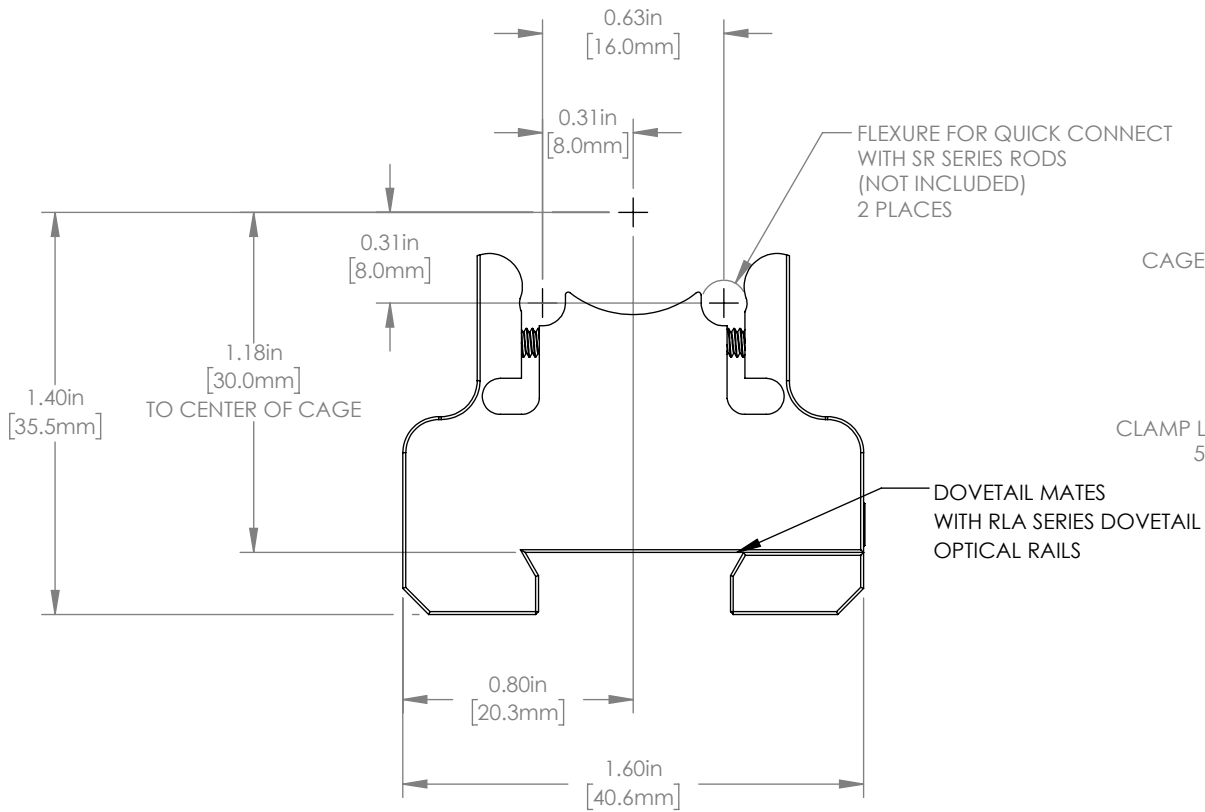 0.63in
[16.0mm]
0.31in
[8.0mm]
FLEXURE FOR QUICK CONNECT
WITH SR SERIES RODS
(NOT INCLUDED)
2 PLACES
0.31in
[8.0mm]
CAGE
1.18in
[30.0mm]
TO CENTER OF CAGE
1.40in
[35.5mm]
CLAMP L
5
DOVETAIL MATES
WITH RLA SERIES DOVETAIL
OPTICAL RAILS
0.80in
[20.3mm]
1.60in
[40.6mm]